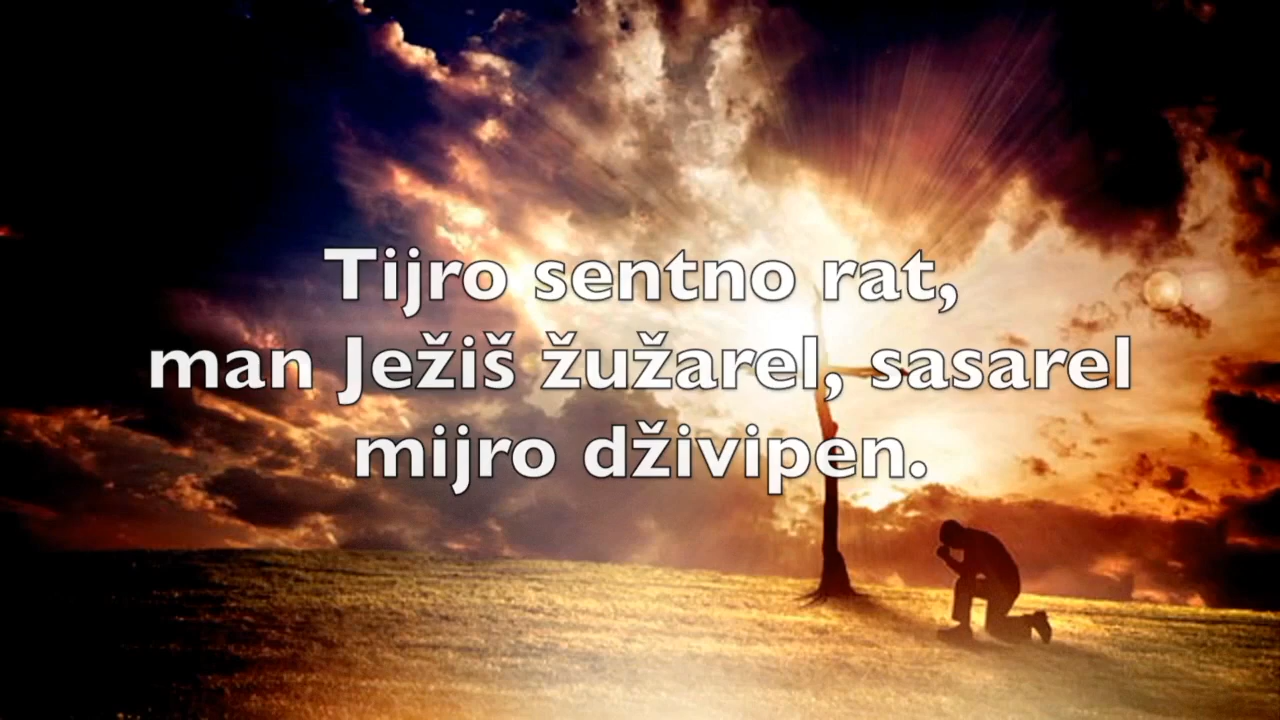 Tijro sentno rat,
man Ježiš žužarel, sasarel
mijro dživipen.